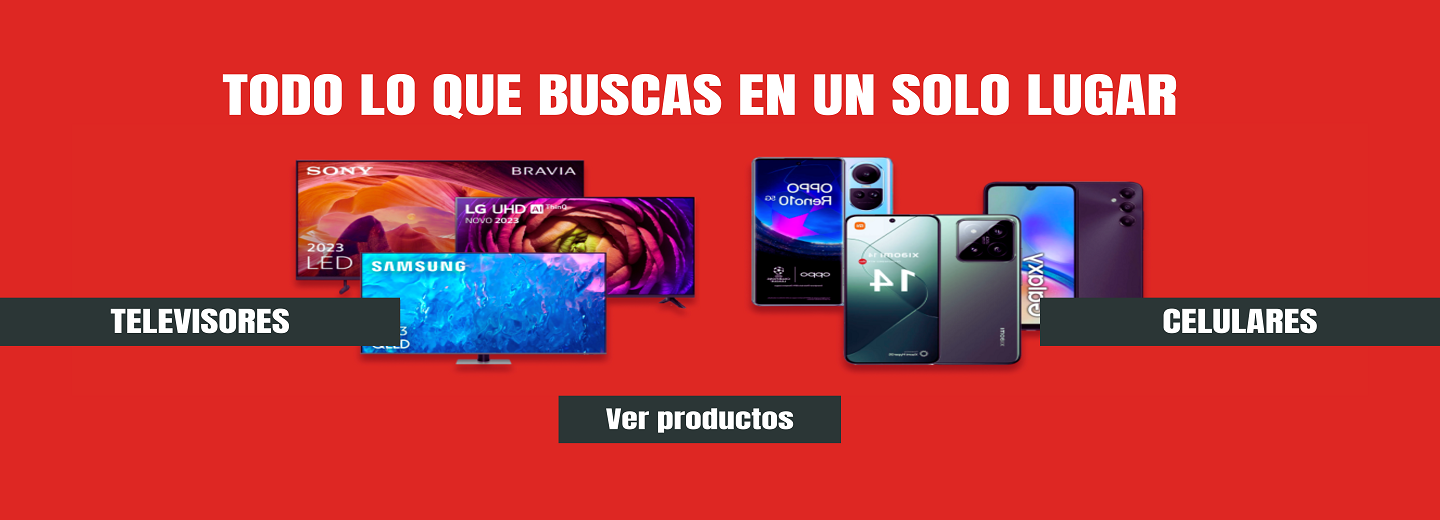 TODO LO QUE BUSCAS EN UN SOLO LUGAR
SONY
BRAVIA
LG UHD AI ThinQ
NOVO 2023
2023
LED
SAMSUNG
TELEVISORES
oppo
Reno10 5G
oppo
XIAOMI 14
14
Galaxy
xiaomi
CELULARES
Ver productos